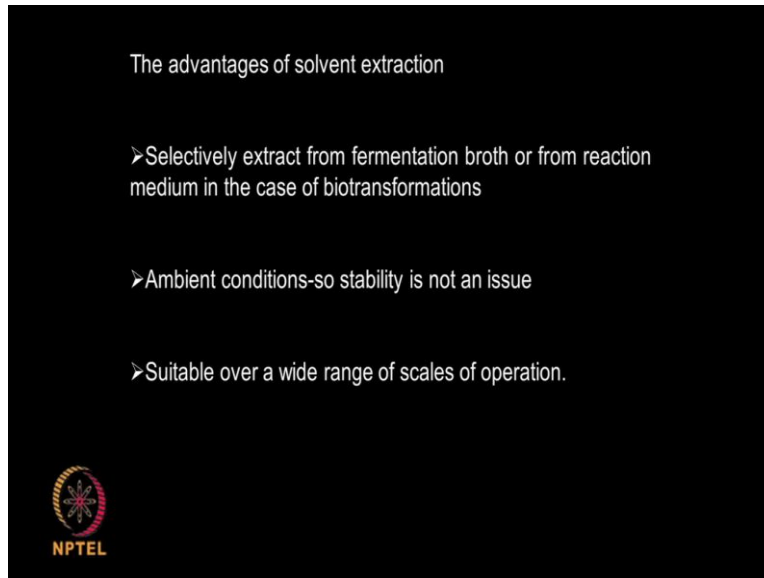 The advantages of solvent extraction
➢Selectively extract from fermentation broth or from reaction
medium in the case of biotransformations
➢Ambient conditions-so stability is not an issue
➢Suitable over a wide range of scales of operation.
NPTEL